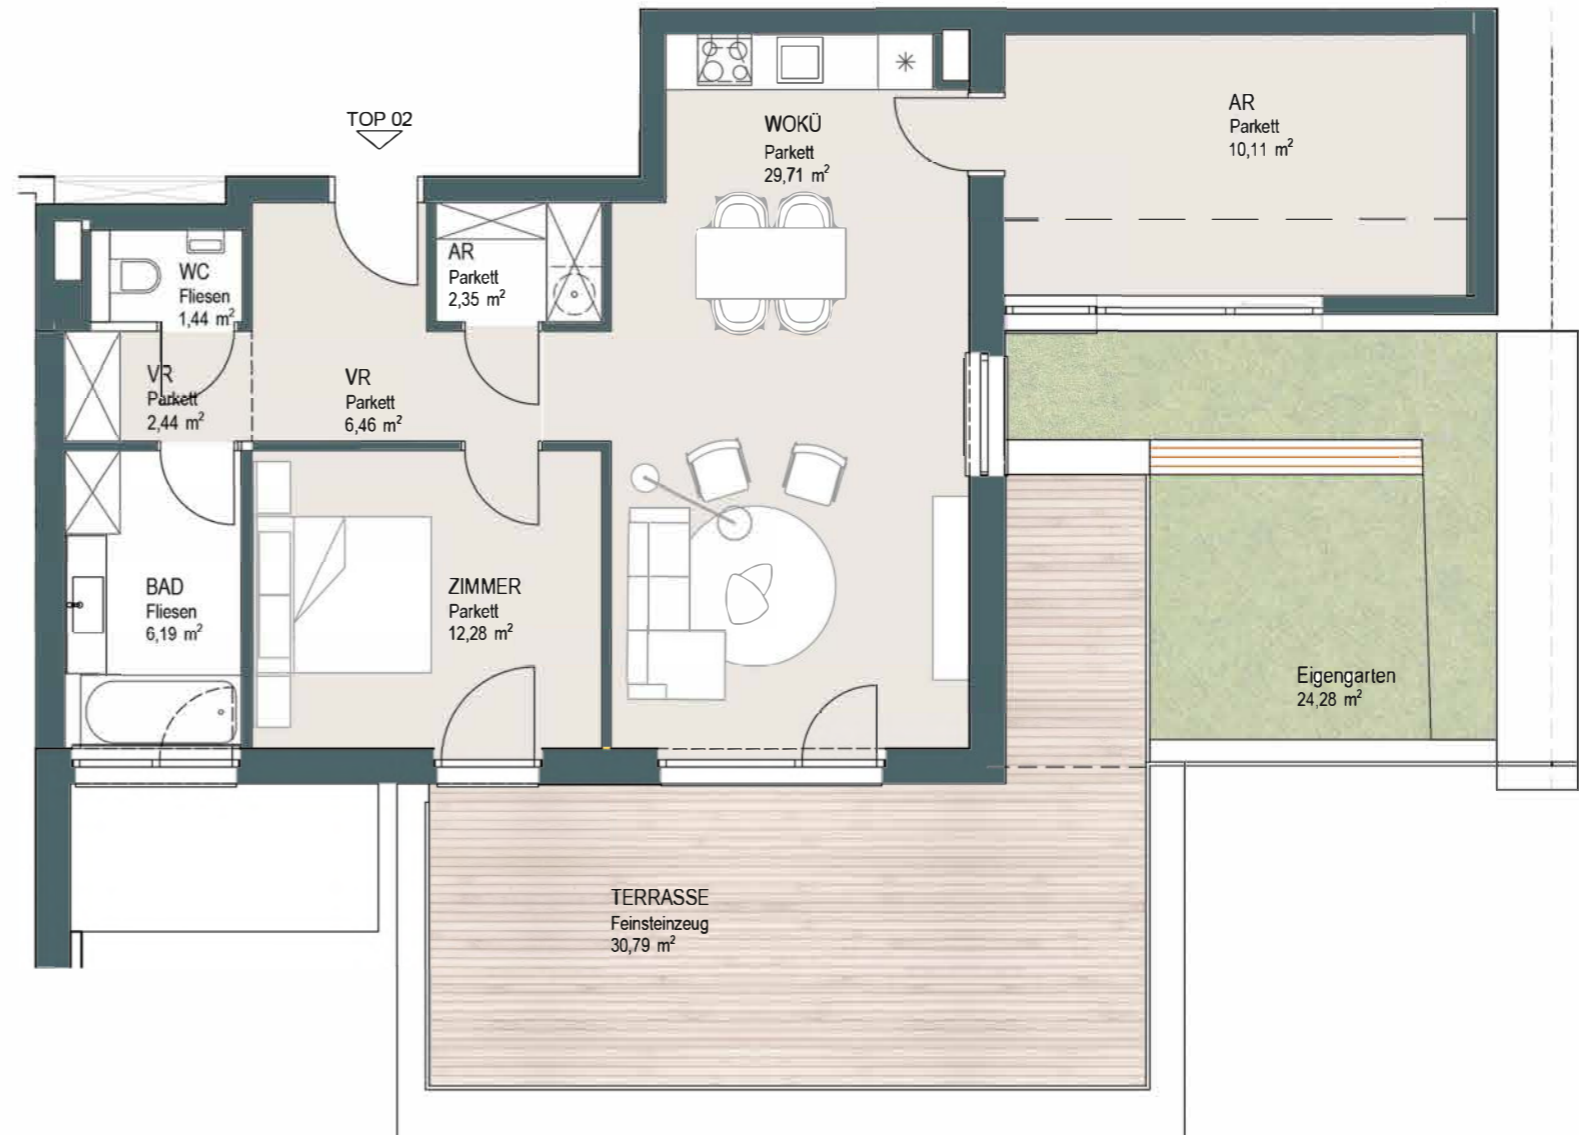 TOP 02
WOKÜ
Parkett
29,71 m²
AR
Parkett
10,11 m²
WC
Fliesen
1,44 m²
AR
Parkett
2,35 m²
VR
Parkett
2,44 m²
VR
Parkett
6,46 m²
BAD
Fliesen
6,19 m²
ZIMMER
Parkett
12,28 m²
Eigengarten
24,28 m²
TERRASSE
Feinsteinzeug
30,79 m²